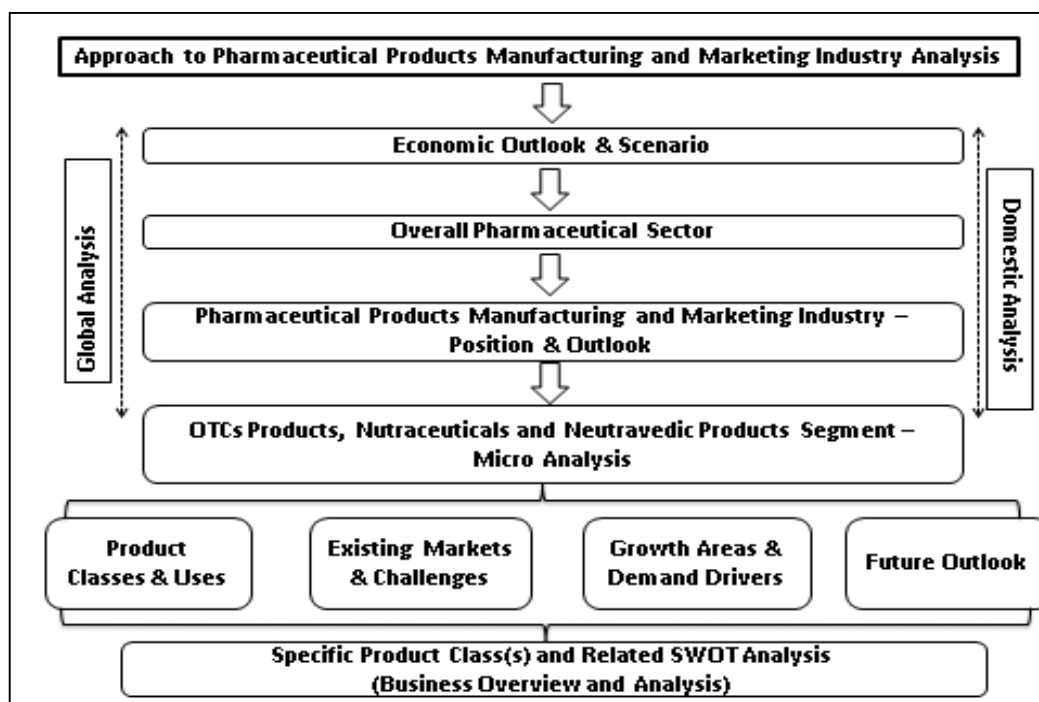 Approach to Pharmaceutical Products Manufacturing and Marketing Industry Analysis
Economic Outlook & Scenario
Overall Pharmaceutical Sector
Pharmaceutical Products Manufacturing and Marketing Industry –
Position & Outlook
OTCs Products, Nutraceuticals and Neutravedic Products Segment –
Micro Analysis
Global Analysis
Domestic Analysis
Product
Classes & Uses
Existing Markets
& Challenges
Growth Areas &
Demand Drivers
Future Outlook
Specific Product Class(s) and Related SWOT Analysis
(Business Overview and Analysis)